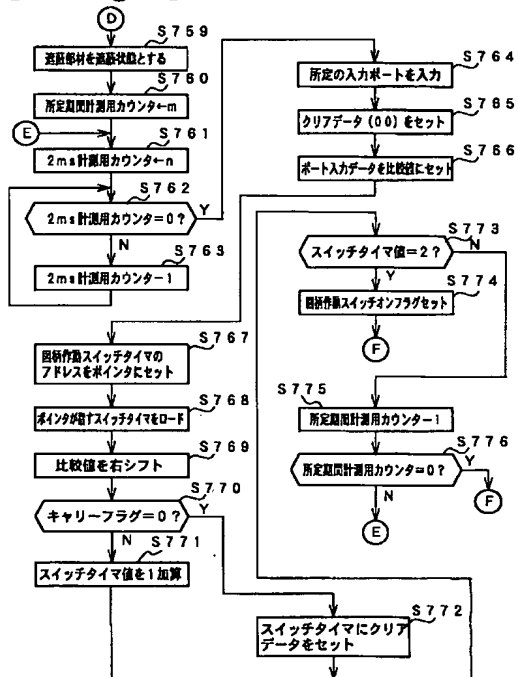 D
S759
遮蔽部材を遮蔽状態とする
S760
所定期間計測用カウンタ←m
E
S761
2ms計測用カウンタ←n
S762
2ms計測用カウンタ=0?
Y
N
S763
2ms計測用カウンタ-1
S764
所定の入力ポートを入力
S765
クリアデータ(00)をセット
S766
ポート入力データを比較値にセット
S767
図柄作動スイッチタイマの
アドレスをポインタにセット
S768
ポインタが指すスイッチタイマをロード
S769
比較値を右シフト
S770
キャリーフラグ=0?
Y
N
S771
スイッチタイマ値を1加算
S772
スイッチタイマにクリア
データをセット
S773
スイッチタイマ値=2?
N
Y
S774
図柄作動スイッチオンフラグセット
F
S775
所定期間計測用カウンタ-1
S776
所定期間計測用カウンタ=0?
Y
F
N
E